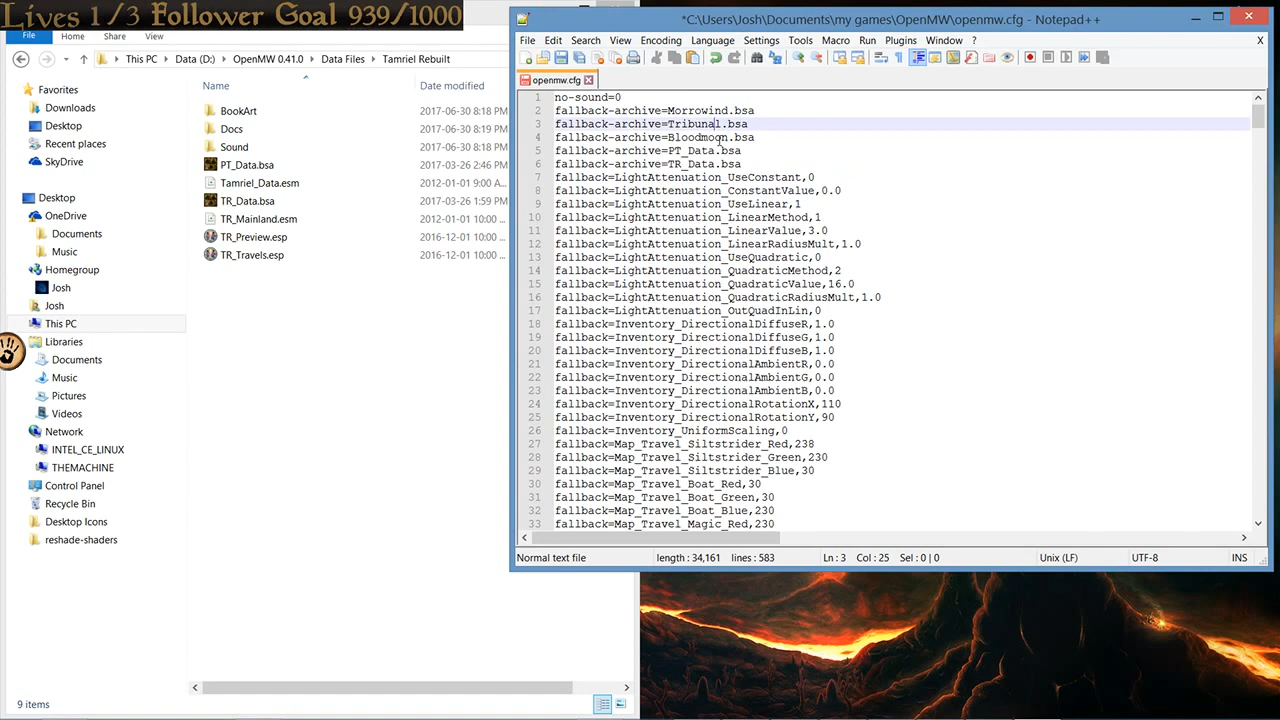 Lives 1/3 Follower Goal 939/1000
File Home Share View
This PC Data (D:) OpenMW 0.41.0 Data Files Tamriel Rebuilt
Name Date modified
Favorites
Downloads
Desktop
Recent places
SkyDrive
Desktop
OneDrive
Documents
Music
Homegroup
Josh
Josh
This PC
Libraries
Documents
Music
Pictures
Videos
Network
INTEL_CE_LINUX
THEMACHINE
Control Panel
Recycle Bin
Desktop Icons
reshade-shaders
BookArt 2017-06-30 8:18 PM
Docs 2017-06-30 8:19 PM
Sound 2017-06-30 8:18 PM
PT_Data.bsa 2017-03-26 2:46 PM
Tamriel_Data.esm 2012-01-01 9:00 A...
TR_Data.bsa 2017-03-26 1:59 PM
TR_Mainland.esm 2012-01-01 10:00 ...
TR_Preview.esp 2016-12-01 10:00 ...
TR_Travels.esp 2016-12-01 10:00 ...
9 items
*C:\Users\Josh\Documents\my games\OpenMW\openmw.cfg - Notepad++
File Edit Search View Encoding Language Settings Tools Macro Run Plugins Window ? X
openmw.cfg
1 no-sound=0
2 fallback-archive=Morrowind.bsa
3 fallback-archive=Tribunal.bsa
4 fallback-archive=Bloodmoon.bsa
5 fallback-archive=PT_Data.bsa
6 fallback-archive=TR_Data.bsa
7 fallback=LightAttenuation_UseConstant,0
8 fallback=LightAttenuation_ConstantValue,0.0
9 fallback=LightAttenuation_UseLinear,1
10 fallback=LightAttenuation_LinearMethod,1
11 fallback=LightAttenuation_LinearValue,3.0
12 fallback=LightAttenuation_LinearRadiusMult,1.0
13 fallback=LightAttenuation_UseQuadratic,0
14 fallback=LightAttenuation_QuadraticMethod,2
15 fallback=LightAttenuation_QuadraticValue,16.0
16 fallback=LightAttenuation_QuadraticRadiusMult,1.0
17 fallback=LightAttenuation_OutQuadInLin,0
18 fallback=Inventory_DirectionalDiffuseR,1.0
19 fallback=Inventory_DirectionalDiffuseG,1.0
20 fallback=Inventory_DirectionalDiffuseB,1.0
21 fallback=Inventory_DirectionalAmbientR,0.0
22 fallback=Inventory_DirectionalAmbientG,0.0
23 fallback=Inventory_DirectionalAmbientB,0.0
24 fallback=Inventory_DirectionalRotationX,110
25 fallback=Inventory_DirectionalRotationY,90
26 fallback=Inventory_UniformScaling,0
27 fallback=Map_Travel_Siltstrider_Red,238
28 fallback=Map_Travel_Siltstrider_Green,230
29 fallback=Map_Travel_Siltstrider_Blue,30
30 fallback=Map_Travel_Boat_Red,30
31 fallback=Map_Travel_Boat_Green,30
32 fallback=Map_Travel_Boat_Blue,230
33 fallback=Map_Travel_Magic_Red,230
Normal text file length : 34,161 lines : 583 Ln : 3 Col : 25 Sel : 0 | 0 Unix (LF) UTF-8 INS